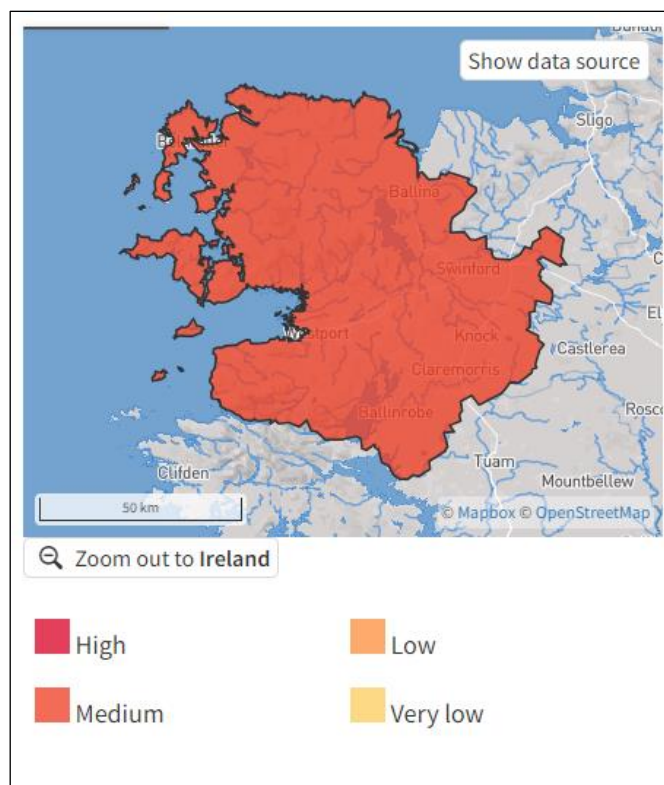 Show data source
Sligo
Ballina
Swinford
Castlerea
Knock
Claremorris
Ballinrobe
Clifden
Tuam
Mountbellew
50 km
© Mapbox © OpenStreetMap
Zoom out to Ireland
High
Low
Medium
Very low